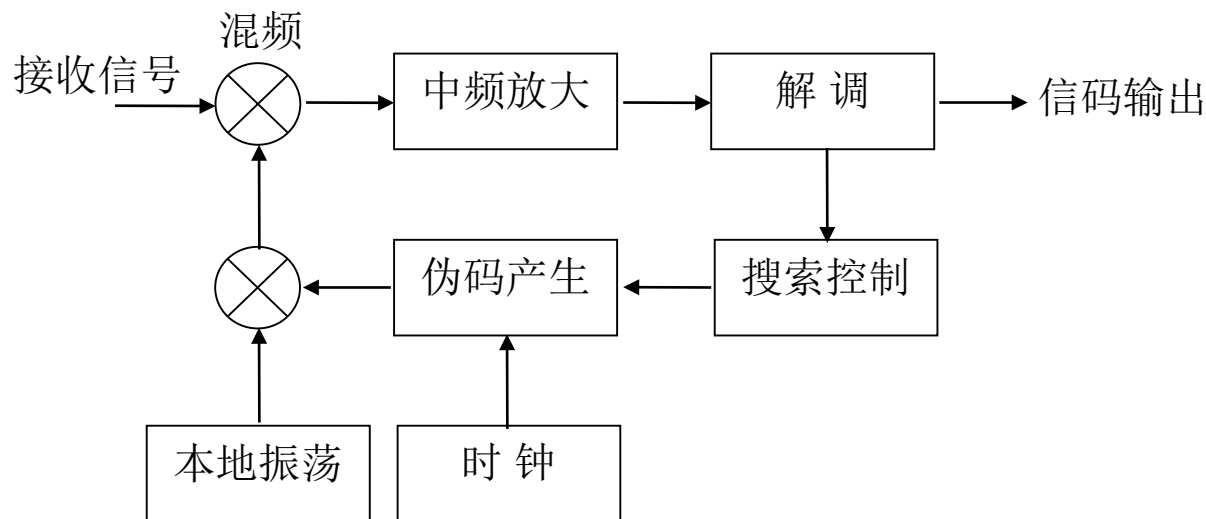 混频
接收信号
中频放大
解 调
信码输出
伪码产生
搜索控制
本地振荡
时 钟